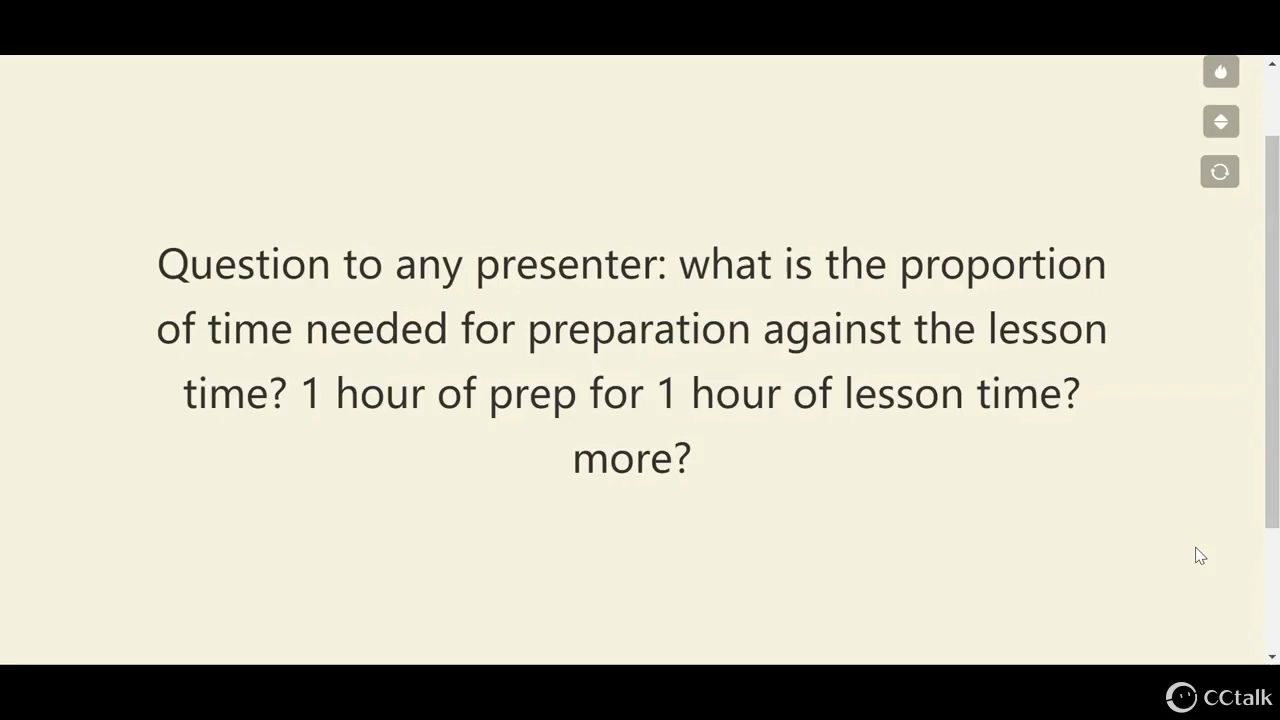 Question to any presenter: what is the proportion
of time needed for preparation against the lesson
time? 1 hour of prep for 1 hour of lesson time?
more?
CCtalk